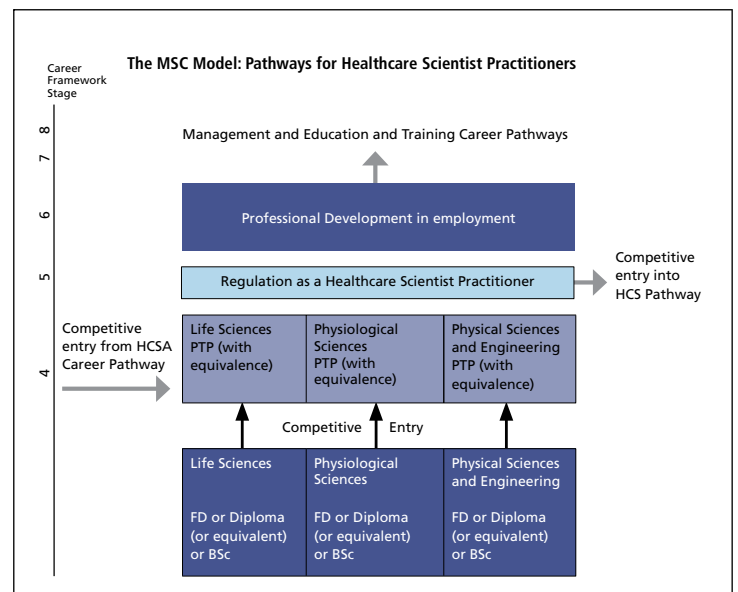 The MSC Model: Pathways for Healthcare Scientist Practitioners
Career
Framework
Stage
8
7
6
5
4
Management and Education and Training Career Pathways
Professional Development in employment
Regulation as a Healthcare Scientist Practitioner
Competitive
entry into
HCS Pathway
Competitive
entry from HCSA
Career Pathway
Life Sciences
PTP (with
equivalence)
Physiological
Sciences
PTP (with
equivalence)
Physical Sciences
and Engineering
PTP (with
equivalence)
Competitive Entry
Life Sciences
FD or Diploma
(or equivalent)
or BSc
Physiological
Sciences
FD or Diploma
(or equivalent)
or BSc
Physical Sciences
and Engineering
FD or Diploma
(or equivalent)
or BSc